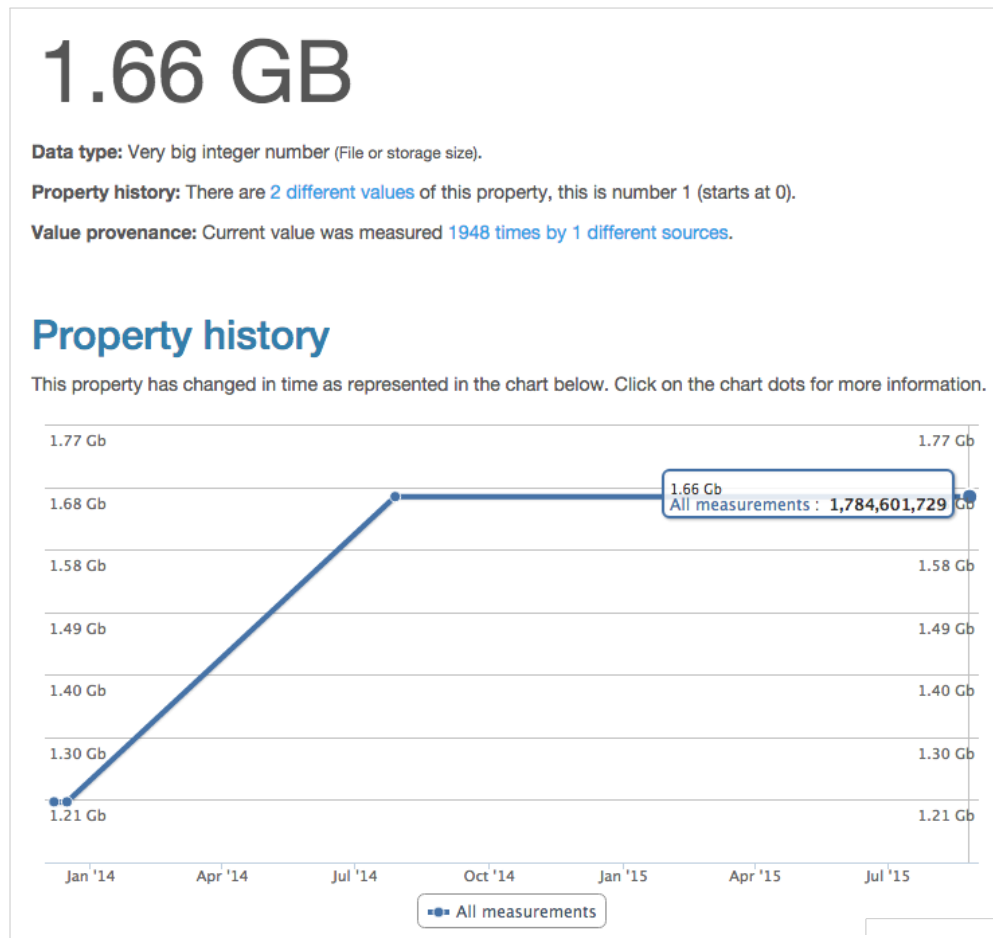 1.66 GB
Data type: Very big integer number (File or storage size).
Property history: There are 2 different values of this property, this is number 1 (starts at 0).
Value provenance: Current value was measured 1948 times by 1 different sources.
Property history
This property has changed in time as represented in the chart below. Click on the chart dots for more information.
1.77 Gb 1.77 Gb
1.66 Gb
1.68 Gb All measurements : 1,784,601,729 Gb
1.58 Gb 1.58 Gb
1.49 Gb 1.49 Gb
1.40 Gb 1.40 Gb
1.30 Gb 1.30 Gb
1.21 Gb 1.21 Gb
Jan '14 Apr '14 Jul '14 Oct '14 Jan '15 Apr '15 Jul '15
All measurements